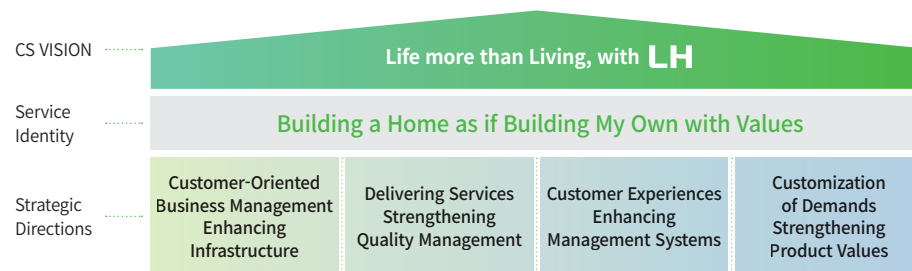 CS VISION
Life more than Living, with LH
Service
Identity
Building a Home as if Building My Own with Values
Strategic
Directions
Customer-Oriented
Business Management
Enhancing
Infrastructure
Delivering Services
Strengthening
Quality Management
Customer Experiences
Enhancing
Management Systems
Customization
of Demands
Strengthening
Product Values